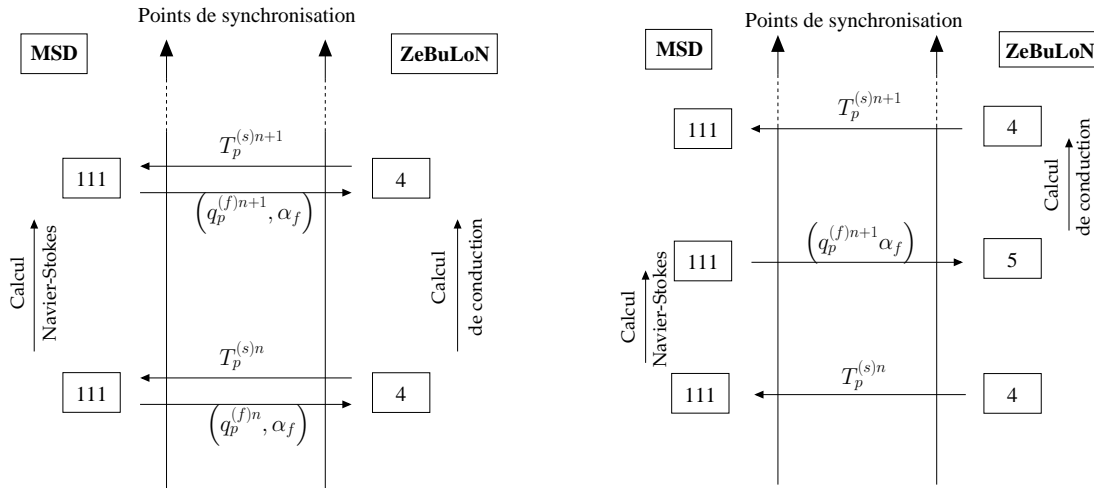 Points de synchronisation
MSD
ZeBuLoN
T_p^{(s)n+1}
111
4
(q_p^{(f)n+1}, α_f)
Calcul
Navier-Stokes
Calcul
de conduction
T_p^{(s)n}
111
4
(q_p^{(f)n}, α_f)
Points de synchronisation
MSD
ZeBuLoN
T_p^{(s)n+1}
111
4
Calcul
de conduction
(q_p^{(f)n+1} α_f)
111
5
Calcul
Navier-Stokes
T_p^{(s)n}
111
4